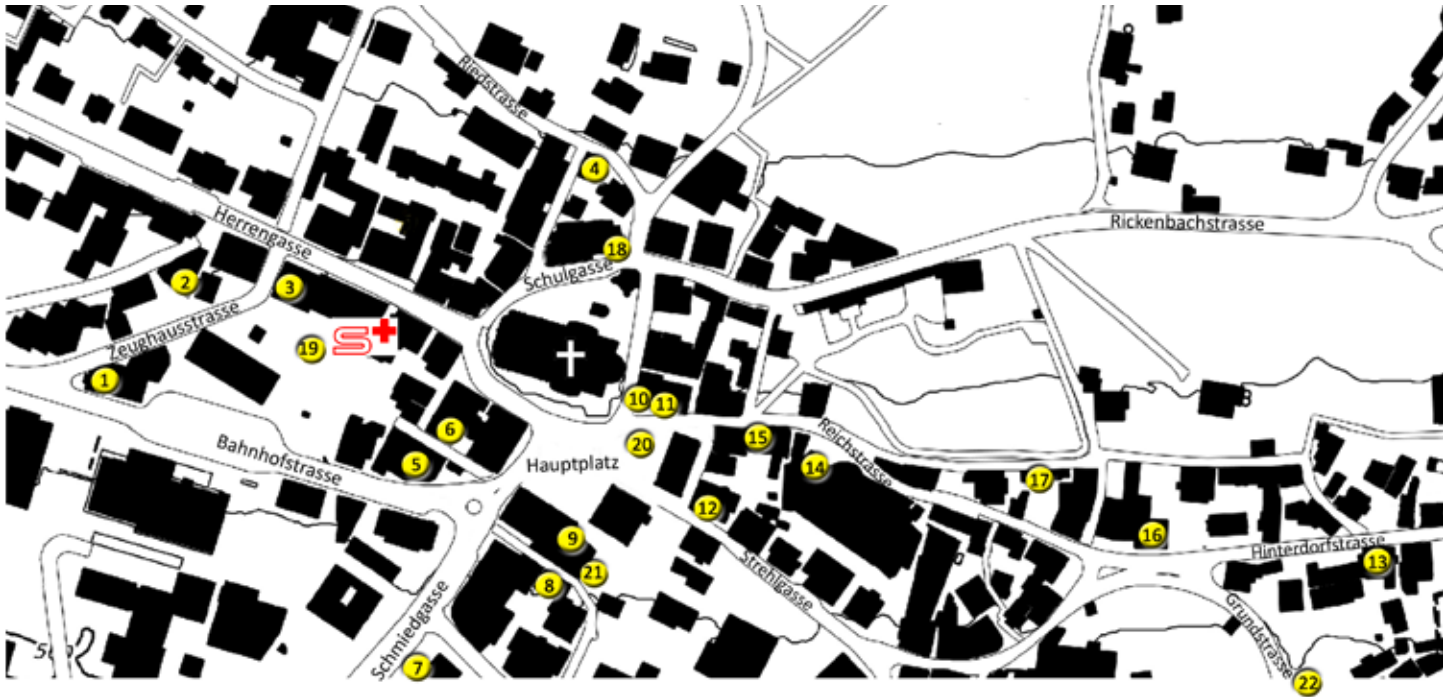 Riedstrasse
4
Herrengasse
Rickenbachstrasse
18
Schulgasse
2
3
Zeughausstrasse
S+
19
1
10
11
6
20
15
Reichstrasse
Bahnhofstrasse
5
Hauptplatz
14
17
12
16
9
Hinterdorfstrasse
13
21
8
Strehlgasse
Schmiedgasse
Grundstrasse
7
22